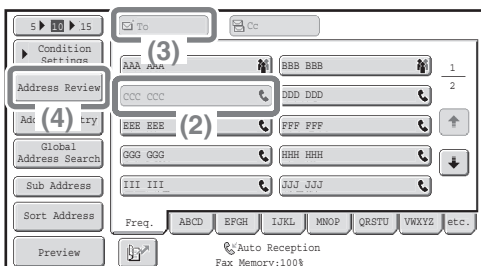 5 10 15 To Cc
Condition Settings
(3)
AAA AAA BBB BBB 1
Address Review
CCC CCC DDD DDD 2
(4)
(2)
EEE EEE FFF FFF
Global Address Search
GGG GGG HHH HHH
Sub Address
III III JJJ JJJ
Sort Address
Freq. ABCD EFGH IJKL MNOP QRSTU VWXYZ etc.
Preview
Auto Reception
Fax Memory:100%